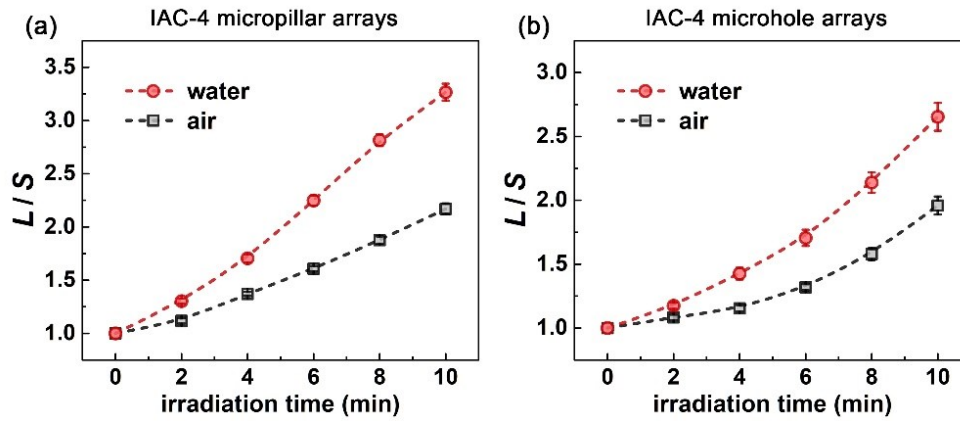 (a) IAC-4 micropillar arrays
3.5
3.0
2.5
2.0
1.5
1.0
L / S
water
air
0 2 4 6 8 10
irradiation time (min)
(b) IAC-4 microhole arrays
3.0
2.5
2.0
1.5
1.0
L / S
water
air
0 2 4 6 8 10
irradiation time (min)